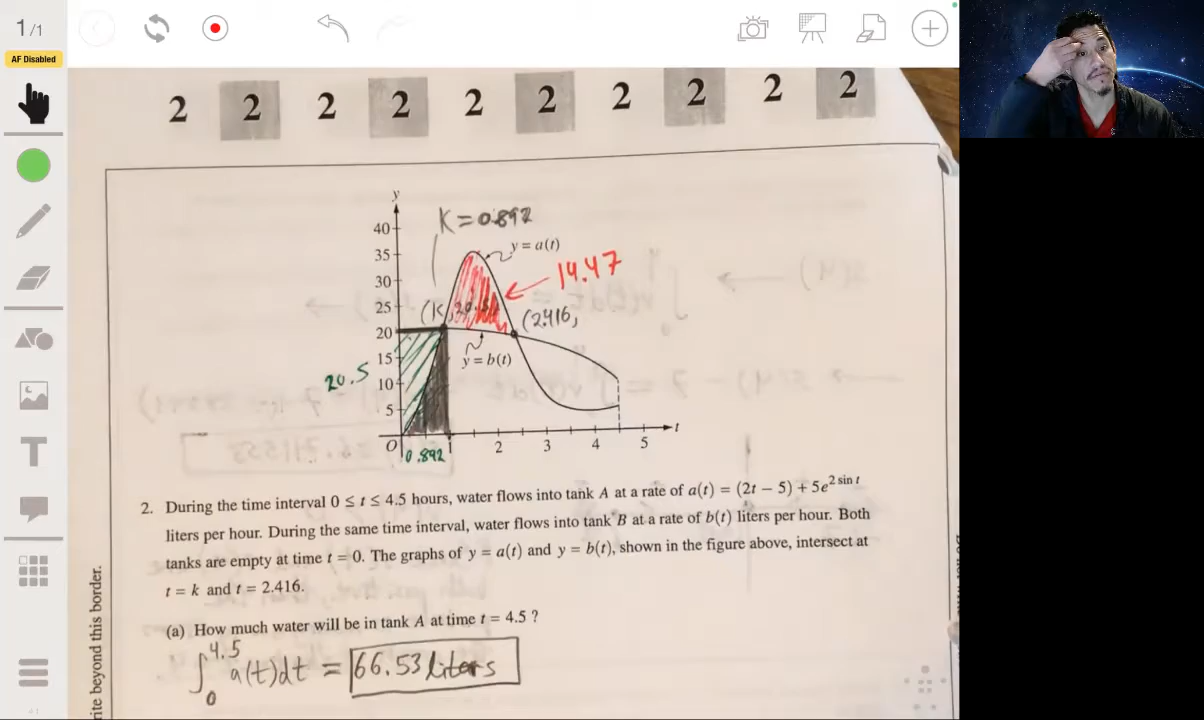 1/1
AF Disabled
T
2 2 2 2 2 2 2 2 2 2
y
K = 0.892
40
y = a(t)
35
14.47
30
25
(2.416,
20
20.5
15
y = b(t)
10
5
O
0.892
1 2 3 4 5
t
2. During the time interval 0 ≤ t ≤ 4.5 hours, water flows into tank A at a rate of a(t) = (2t − 5) + 5e^{2 sin t}
liters per hour. During the same time interval, water flows into tank B at a rate of b(t) liters per hour. Both
tanks are empty at time t = 0. The graphs of y = a(t) and y = b(t), shown in the figure above, intersect at
t = k and t = 2.416.
(a) How much water will be in tank A at time t = 4.5 ?
∫_0^{4.5} a(t)dt = 66.53 liters
rite beyond this border.